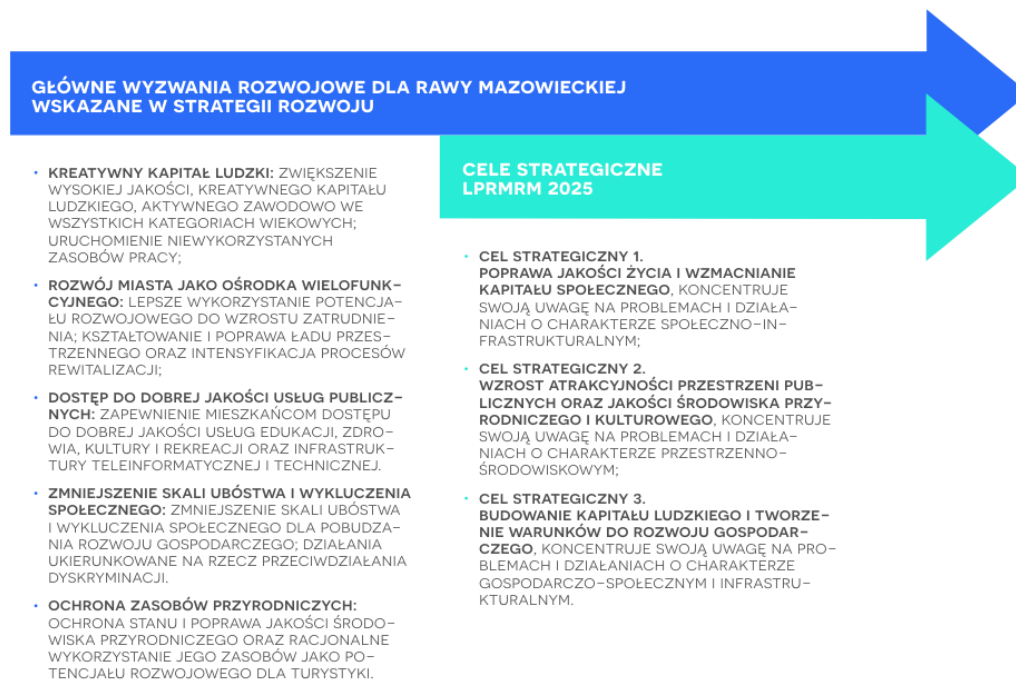 GŁÓWNE WYZWANIA ROZWOJOWE DLA RAWY MAZOWIECKIEJ
WSKAZANE W STRATEGII ROZWOJU
• KREATYWNY KAPITAŁ LUDZKI: ZWIĘKSZENIE
WYSOKIEJ JAKOŚCI, KREATYWNEGO KAPITAŁU
LUDZKIEGO, AKTYWNEGO ZAWODOWO WE
WSZYSTKICH KATEGORIACH WIEKOWYCH;
URUCHOMIENIE NIEWYKORZYSTANYCH
ZASOBÓW PRACY;
• ROZWÓJ MIASTA JAKO OŚRODKA WIELOFUNK-
CYJNEGO: LEPSZE WYKORZYSTANIE POTENCJA-
ŁU ROZWOJOWEGO DO WZROSTU ZATRUDNIE-
NIA; KSZTAŁTOWANIE I POPRAWA ŁADU PRZES-
TRZENNEGO ORAZ INTENSYFIKACJA PROCESÓW
REWITALIZACJI;
• DOSTĘP DO DOBREJ JAKOŚCI USŁUG PUBLICZ-
NYCH: ZAPEWNIENIE MIESZKAŃCOM DOSTĘPU
DO DOBREJ JAKOŚCI USŁUG EDUKACJI, ZDRO-
WIA, KULTURY I REKREACJI ORAZ INFRASTRUK-
TURY TELEINFORMATYCZNEJ I TECHNICZNEJ.
• ZMNIEJSZENIE SKALI UBÓSTWA I WYKLUCZENIA
SPOŁECZNEGO: ZMNIEJSZENIE SKALI UBÓSTWA
I WYKLUCZENIA SPOŁECZNEGO DLA POBUDZA-
NIA ROZWOJU GOSPODARCZEGO; DZIAŁANIA
UKIERUNKOWANE NA RZECZ PRZECIWDZIAŁANIA
DYSKRYMINACJI.
• OCHRONA ZASOBÓW PRZYRODNICZYCH:
OCHRONA STANU I POPRAWA JAKOŚCI ŚRODO-
WISKA PRZYRODNICZEGO ORAZ RACJONALNE
WYKORZYSTANIE JEGO ZASOBÓW JAKO PO-
TENCJAŁU ROZWOJOWEGO DLA TURYSTYKI.
CELE STRATEGICZNE
LPRMRM 2025
• CEL STRATEGICZNY 1.
POPRAWA JAKOŚCI ŻYCIA I WZMACNIANIE
KAPITAŁU SPOŁECZNEGO, KONCENTRUJE
SWOJĄ UWAGĘ NA PROBLEMACH I DZIAŁA-
NIACH O CHARAKTERZE SPOŁECZNO-IN-
FRASTRUKTURALNYM;
• CEL STRATEGICZNY 2.
WZROST ATRAKCYJNOŚCI PRZESTRZENI PUB-
LICZNYCH ORAZ JAKOŚCI ŚRODOWISKA PRZY-
RODNICZEGO I KULTUROWEGO, KONCENTRUJE
SWOJĄ UWAGĘ NA PROBLEMACH I DZIAŁA-
NIACH O CHARAKTERZE PRZESTRZENNO-
ŚRODOWISKOWYM;
• CEL STRATEGICZNY 3.
BUDOWANIE KAPITAŁU LUDZKIEGO I TWORZE-
NIE WARUNKÓW DO ROZWOJU GOSPODAR-
CZEGO, KONCENTRUJE SWOJĄ UWAGĘ NA PRO-
BLEMACH I DZIAŁANIACH O CHARAKTERZE
GOSPODARCZO-SPOŁECZNYM I INFRASTRU-
KTURALNYM.